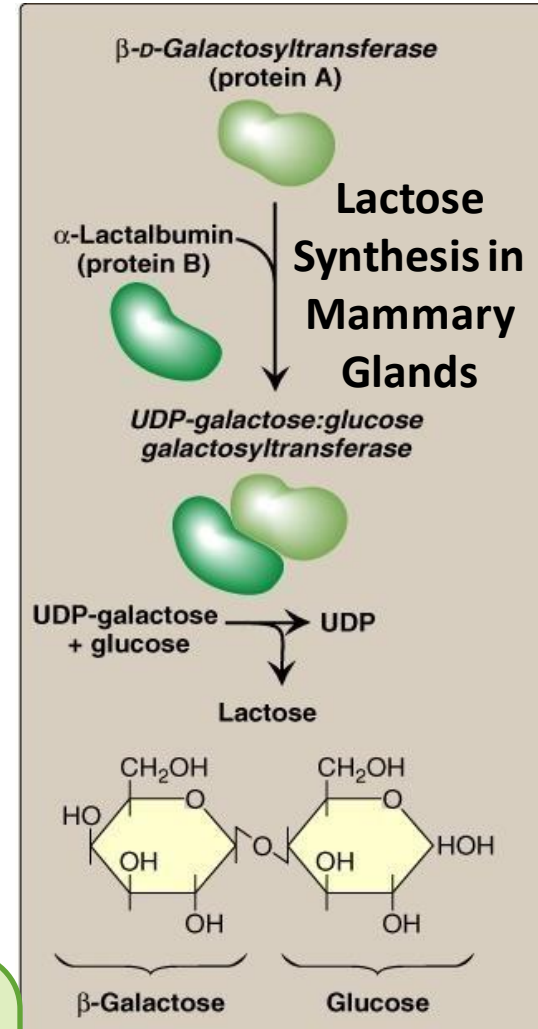 β-D-Galactosyltransferase
(protein A)
Lactose
Synthesis in
Mammary
Glands
α-Lactalbumin
(protein B)
UDP-galactose:glucose
galactosyltransferase
UDP-galactose
+ glucose
UDP
Lactose
CH₂OH CH₂OH
O O
HO
O HOH
OH OH
OH OH
β-Galactose Glucose